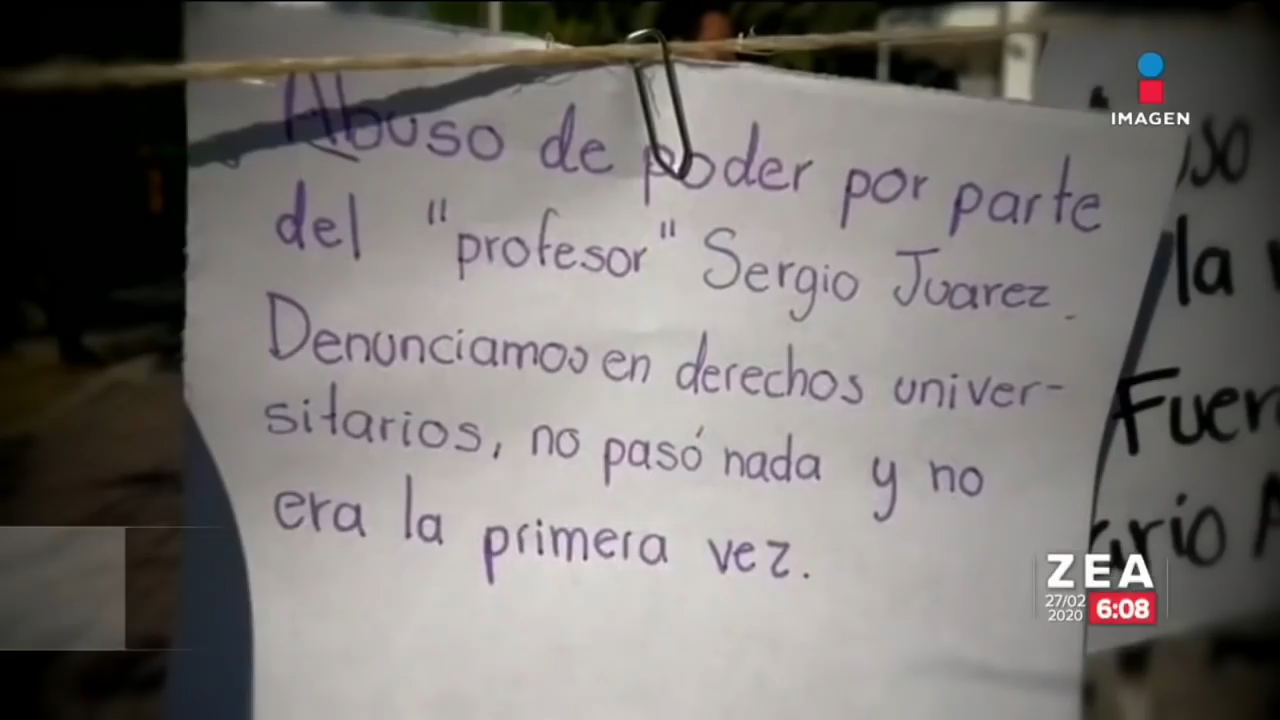 Abuso de poder por parte
del "profesor" Sergio Juarez.
Denunciamos en derechos univer-
sitarios, no pasó nada y no
era la primera vez.
la
IMAGEN
ZEA
27/02
2020
6:08